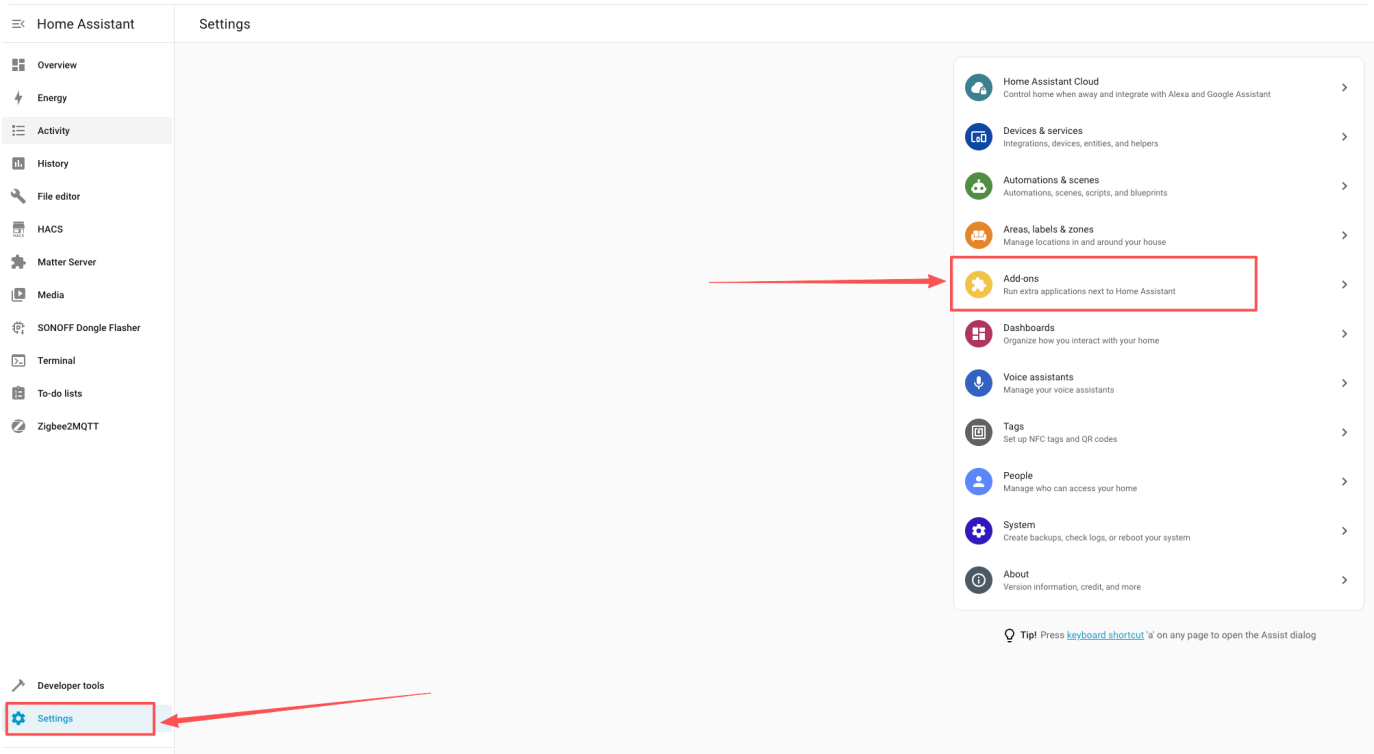 Home Assistant
Settings
Overview
Energy
Activity
History
File editor
HACS
HACS
Matter Server
Media
SONOFF Dongle Flasher
Terminal
To-do lists
Zigbee2MQTT
Developer tools
Settings
Home Assistant Cloud
Control home when away and integrate with Alexa and Google Assistant
Devices & services
Integrations, devices, entities, and helpers
Automations & scenes
Automations, scenes, scripts, and blueprints
Areas, labels & zones
Manage locations in and around your house
Add-ons
Run extra applications next to Home Assistant
Dashboards
Organize how you interact with your home
Voice assistants
Manage your voice assistants
Tags
Set up NFC tags and QR codes
People
Manage who can access your home
System
Create backups, check logs, or reboot your system
About
Version information, credit, and more
Tip! Press keyboard shortcut 'a' on any page to open the Assist dialog